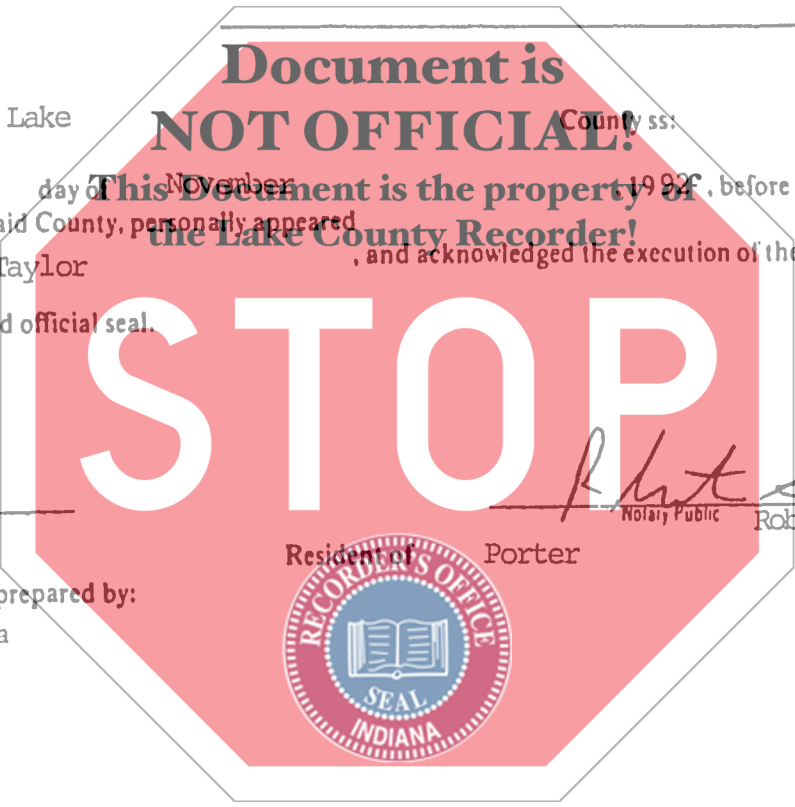 Document is
Lake NOT OFFICIAL! County ss:
day of November , 1992 , before
This Document is the property of
aid County, personally appeared
the Lake County Recorder!
Taylor , and acknowledged the execution of the
d official seal.
STOP
Notary Public Rob
Resident of Porter
prepared by:
a
RECORDER'S OFFICE
SEAL
INDIANA